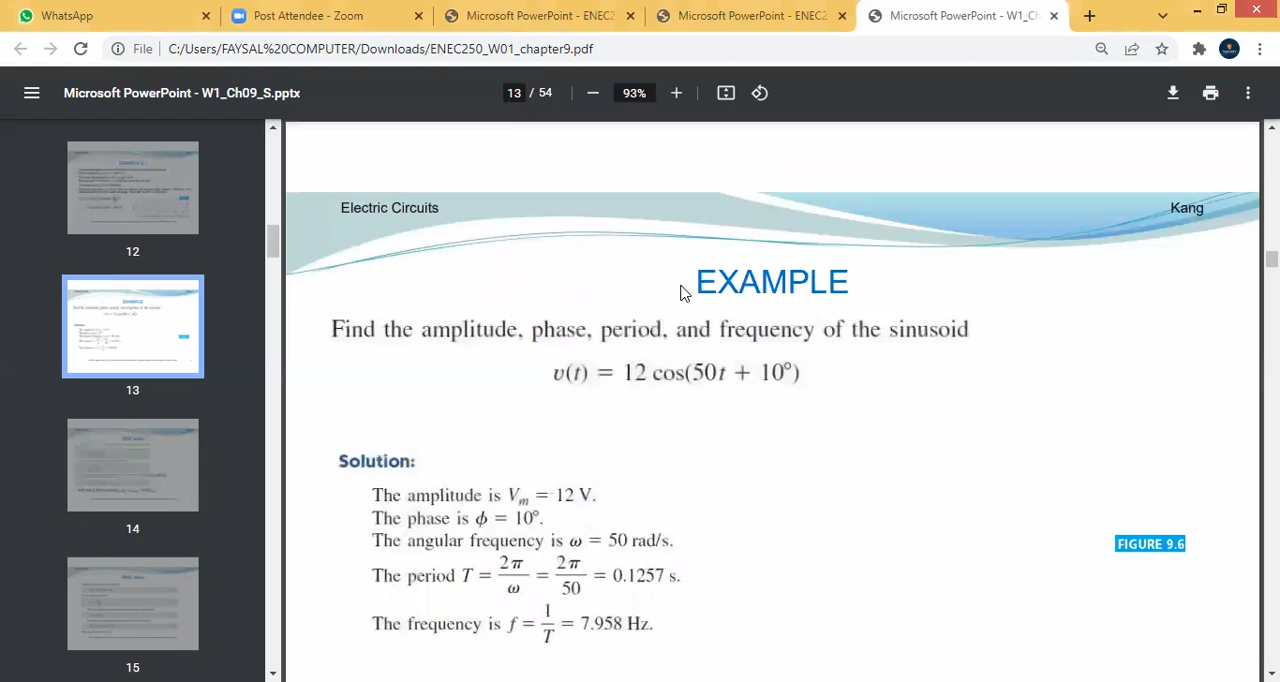 WhatsApp
Post Attendee - Zoom
Microsoft PowerPoint - ENEC2
Microsoft PowerPoint - ENEC2
Microsoft PowerPoint - W1_Ch
File C:/Users/FAYSAL%20COMPUTER/Downloads/ENEC250_W01_chapter9.pdf
Microsoft PowerPoint - W1_Ch09_S.pptx
13 / 54
93%
12
13
14
15
Electric Circuits
Kang
EXAMPLE
Find the amplitude, phase, period, and frequency of the sinusoid
v(t) = 12 cos(50t + 10°)
Solution:
The amplitude is Vm = 12 V.
The phase is ϕ = 10°.
The angular frequency is ω = 50 rad/s.
The period T = 2π/ω = 2π/50 = 0.1257 s.
The frequency is f = 1/T = 7.958 Hz.
FIGURE 9.6